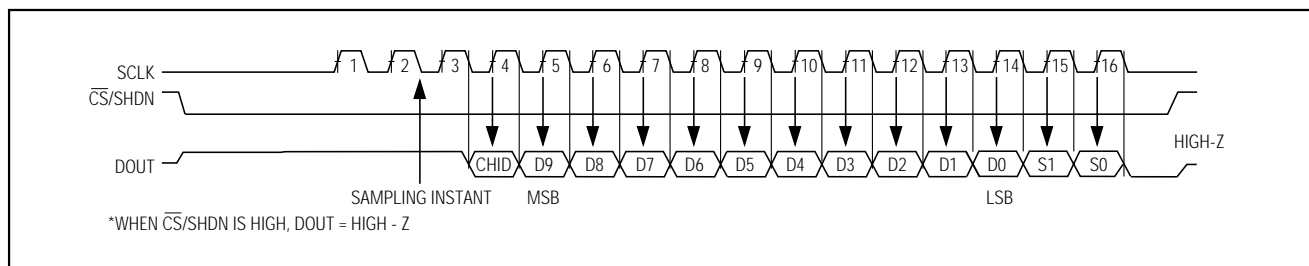 SCLK 1 2 3 4 5 6 7 8 9 10 11 12 13 14 15 16
CS/SHDN
DOUT CHID D9 D8 D7 D6 D5 D4 D3 D2 D1 D0 S1 S0 HIGH-Z
SAMPLING INSTANT MSB LSB
*WHEN CS/SHDN IS HIGH, DOUT = HIGH - Z